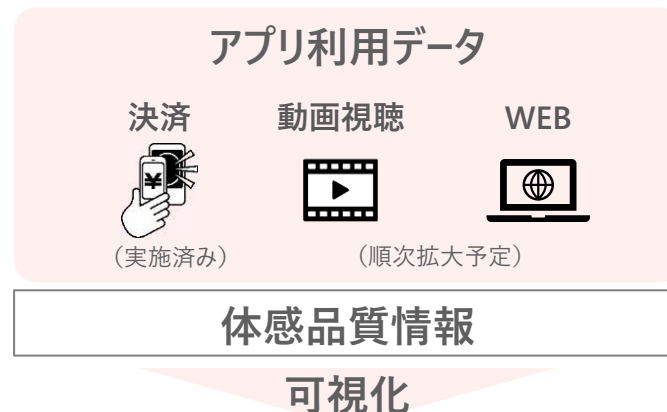 アプリ利用データ
決済 動画視聴 WEB
¥
（実施済み） （順次拡大予定）
体感品質情報
可視化